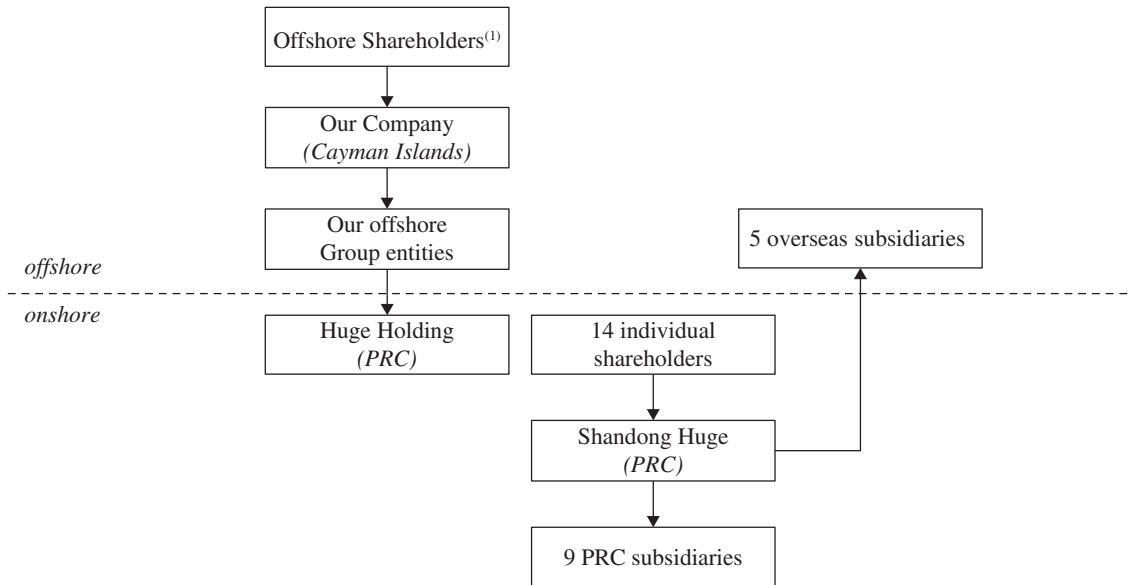 Offshore Shareholders(1)
Our Company
(Cayman Islands)
Our offshore
Group entities
5 overseas subsidiaries
offshore
onshore
Huge Holding
(PRC)
14 individual
shareholders
Shandong Huge
(PRC)
9 PRC subsidiaries